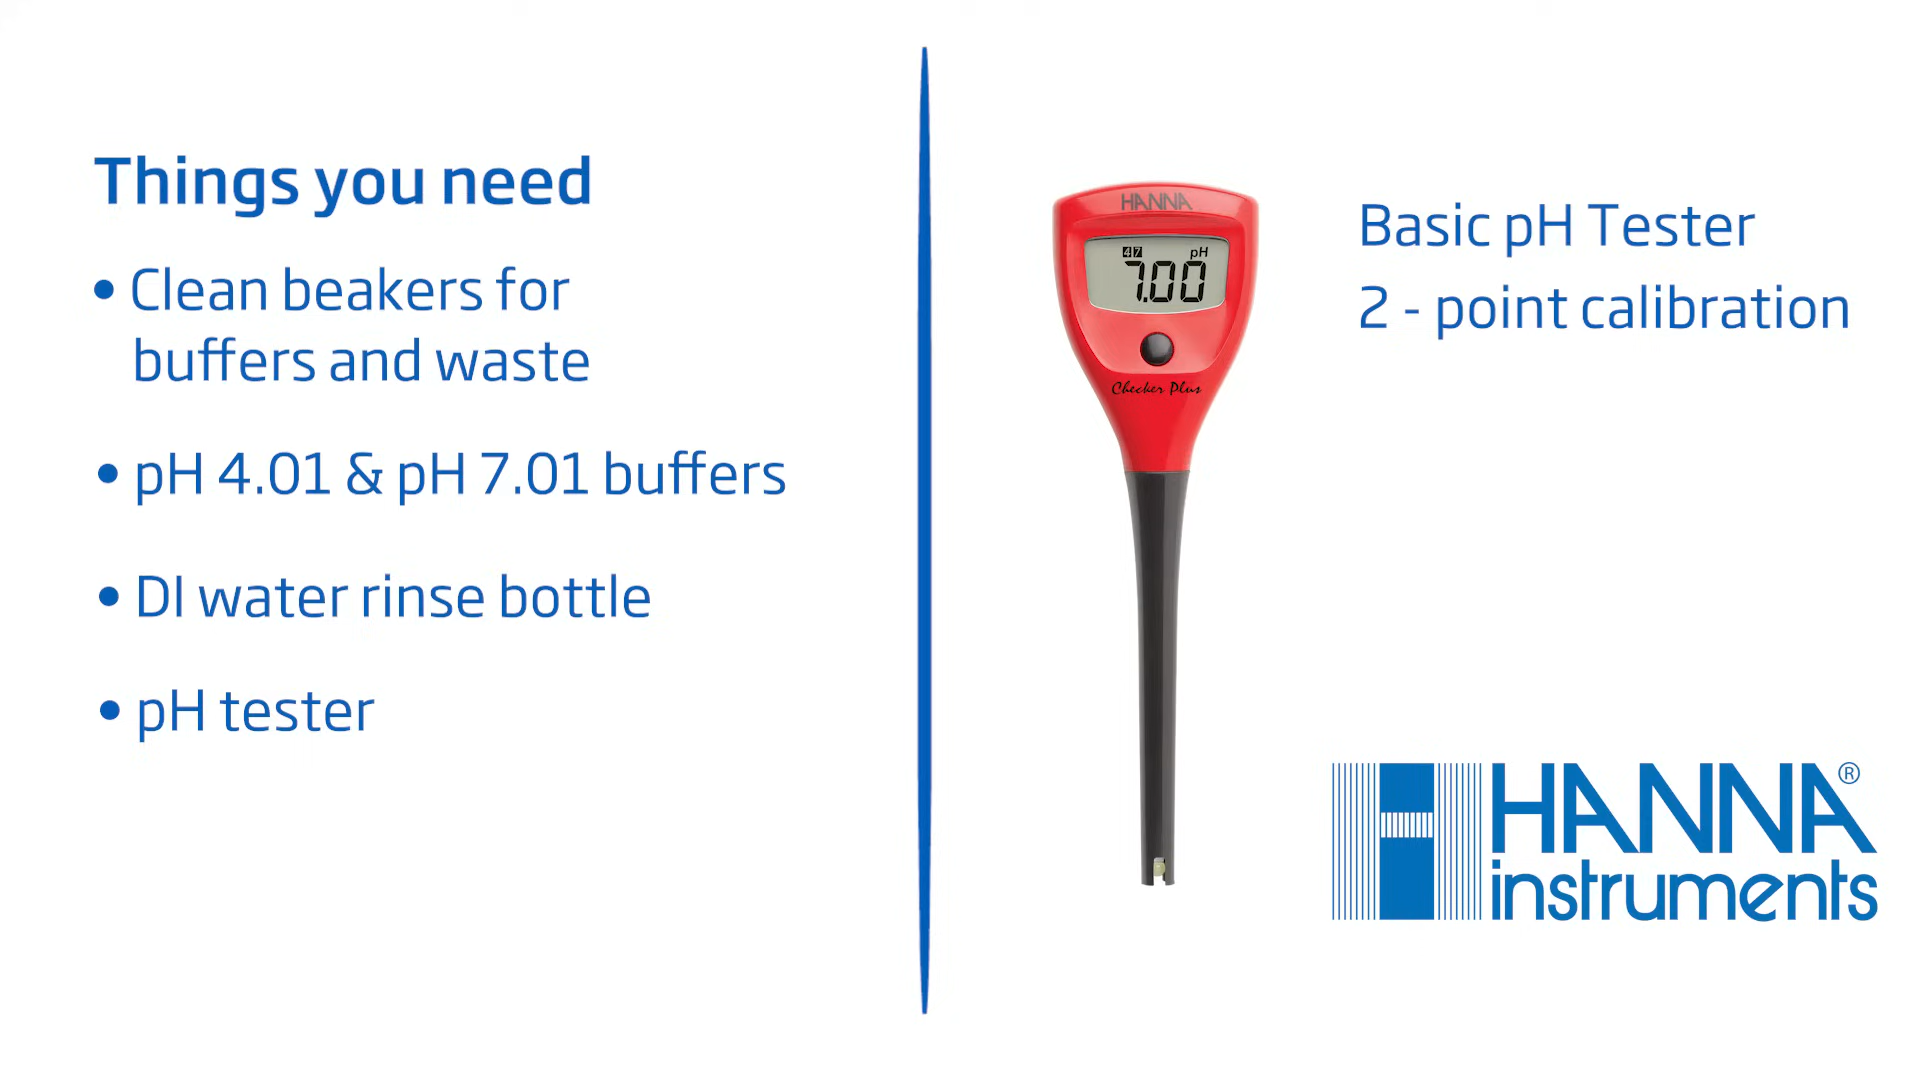 Things you need
• Clean beakers for
buffers and waste
• pH 4.01 & pH 7.01 buffers
• DI water rinse bottle
• pH tester
HANNA
47 pH
7.00
Checker Plus
Basic pH Tester
2 - point calibration
HANNA®
instruments